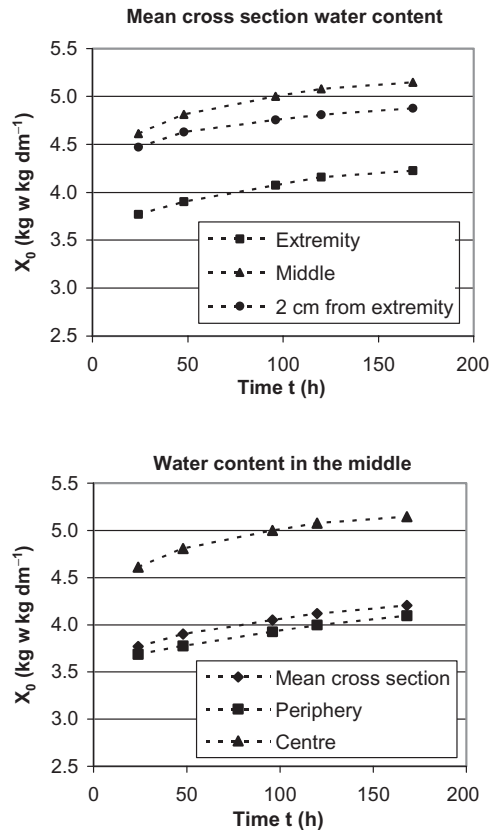 Mean cross section water content
5.5
5.0
4.5
4.0
3.5
3.0
2.5
X₀ (kg w kg dm⁻¹)
Extremity
Middle
2 cm from extremity
0
50
100
150
200
Time t (h)
Water content in the middle
5.5
5.0
4.5
4.0
3.5
3.0
2.5
X₀ (kg w kg dm⁻¹)
Mean cross section
Periphery
Centre
0
50
100
150
200
Time t (h)